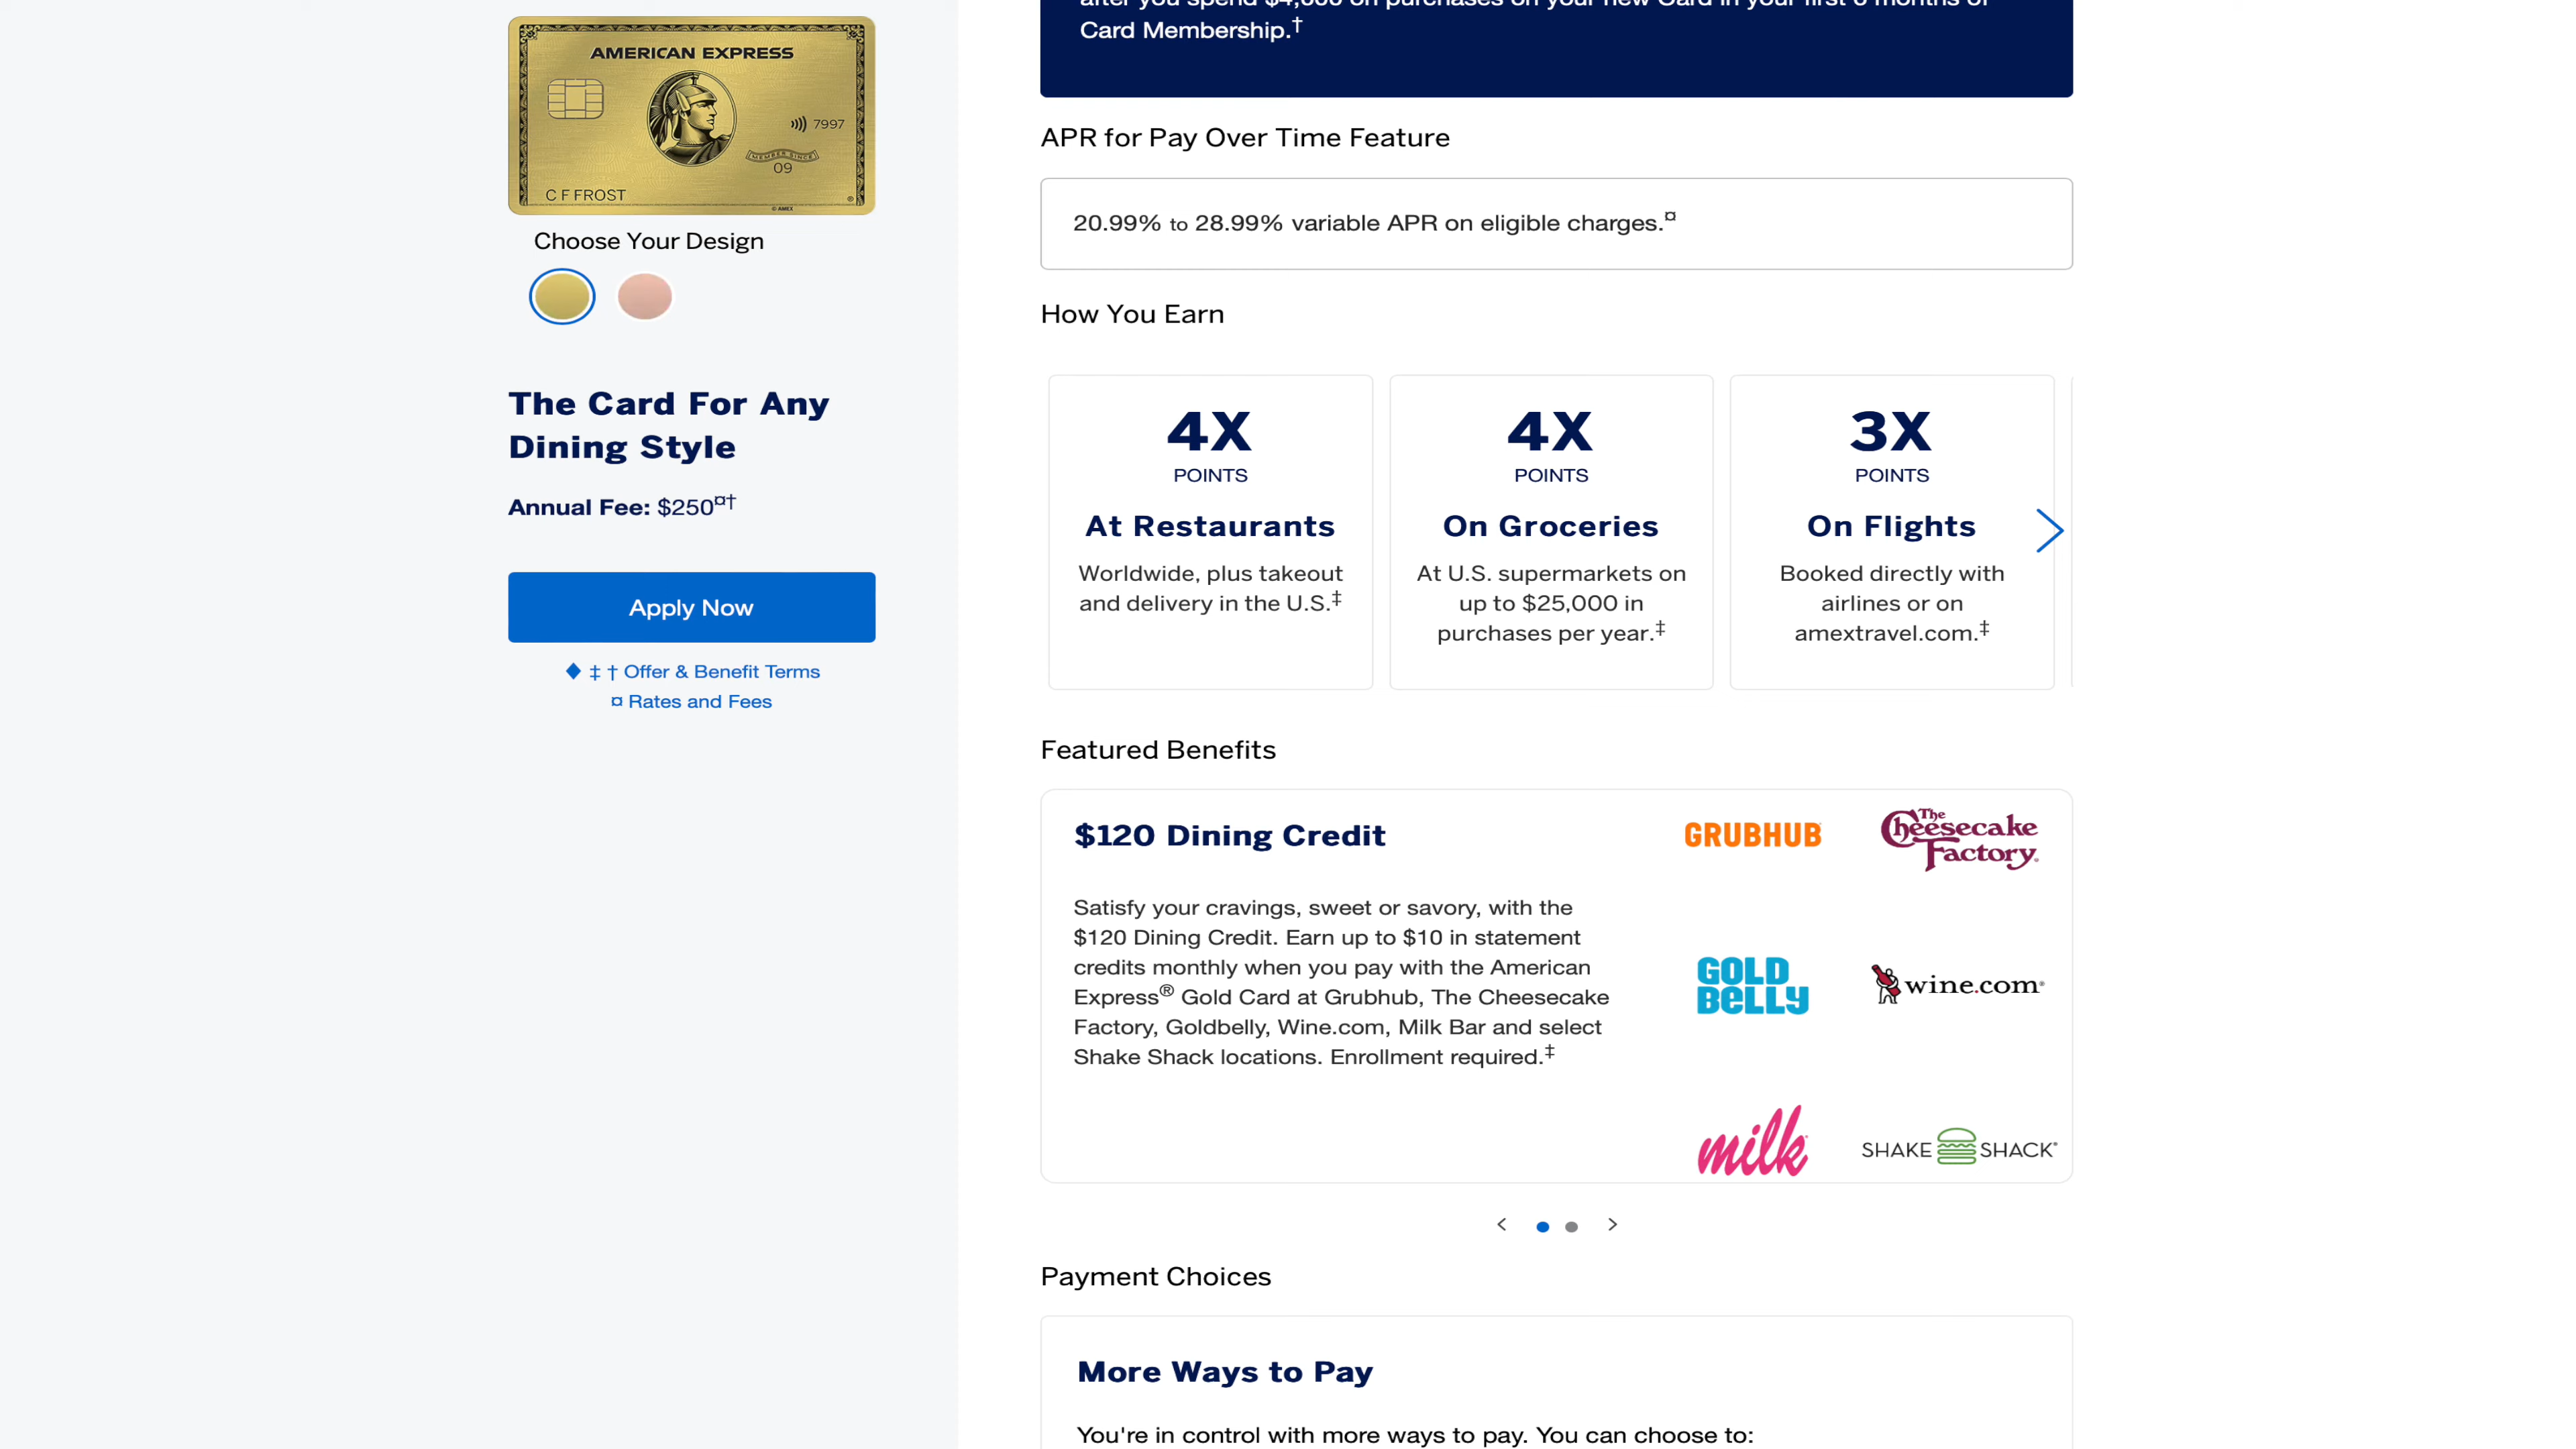 AMERICAN EXPRESS
7997
MEMBER SINCE
09
C F FROST
© AMEX
®
Choose Your Design
The Card For Any
Dining Style
Annual Fee: $250¤†
Apply Now
♦ ‡ † Offer & Benefit Terms
¤ Rates and Fees
Card Membership.†
APR for Pay Over Time Feature
20.99% to 28.99% variable APR on eligible charges.¤
How You Earn
4X
POINTS
At Restaurants
Worldwide, plus takeout
and delivery in the U.S.‡
4X
POINTS
On Groceries
At U.S. supermarkets on
up to $25,000 in
purchases per year.‡
3X
POINTS
On Flights
Booked directly with
airlines or on
amextravel.com.‡
Featured Benefits
$120 Dining Credit
Satisfy your cravings, sweet or savory, with the
$120 Dining Credit. Earn up to $10 in statement
credits monthly when you pay with the American
Express® Gold Card at Grubhub, The Cheesecake
Factory, Goldbelly, Wine.com, Milk Bar and select
Shake Shack locations. Enrollment required.‡
GRUBHUB
The
Cheesecake
Factory®
GOLD
BeLLy
wine.com®
milk
SHAKE SHACK®
Payment Choices
More Ways to Pay
You're in control with more ways to pay. You can choose to: